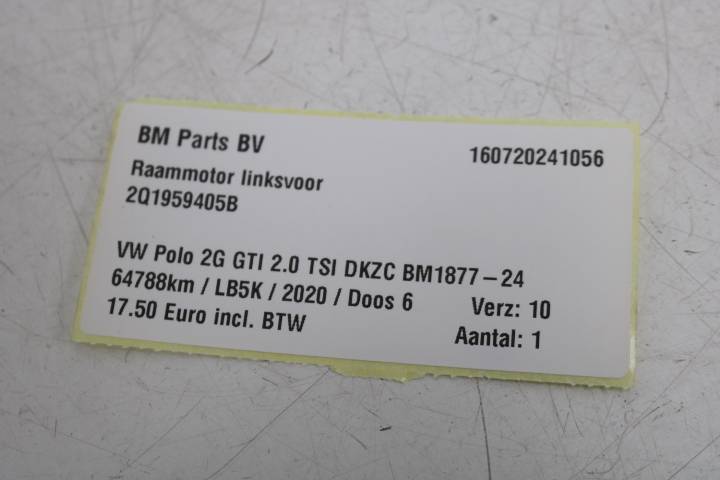 BM Parts BV
160720241056
Raammotor linksvoor
2Q1959405B
VW Polo 2G GTI 2.0 TSI DKZC BM1877-24
64788km / LB5K / 2020 / Doos 6 Verz: 10
17.50 Euro incl. BTW Aantal: 1